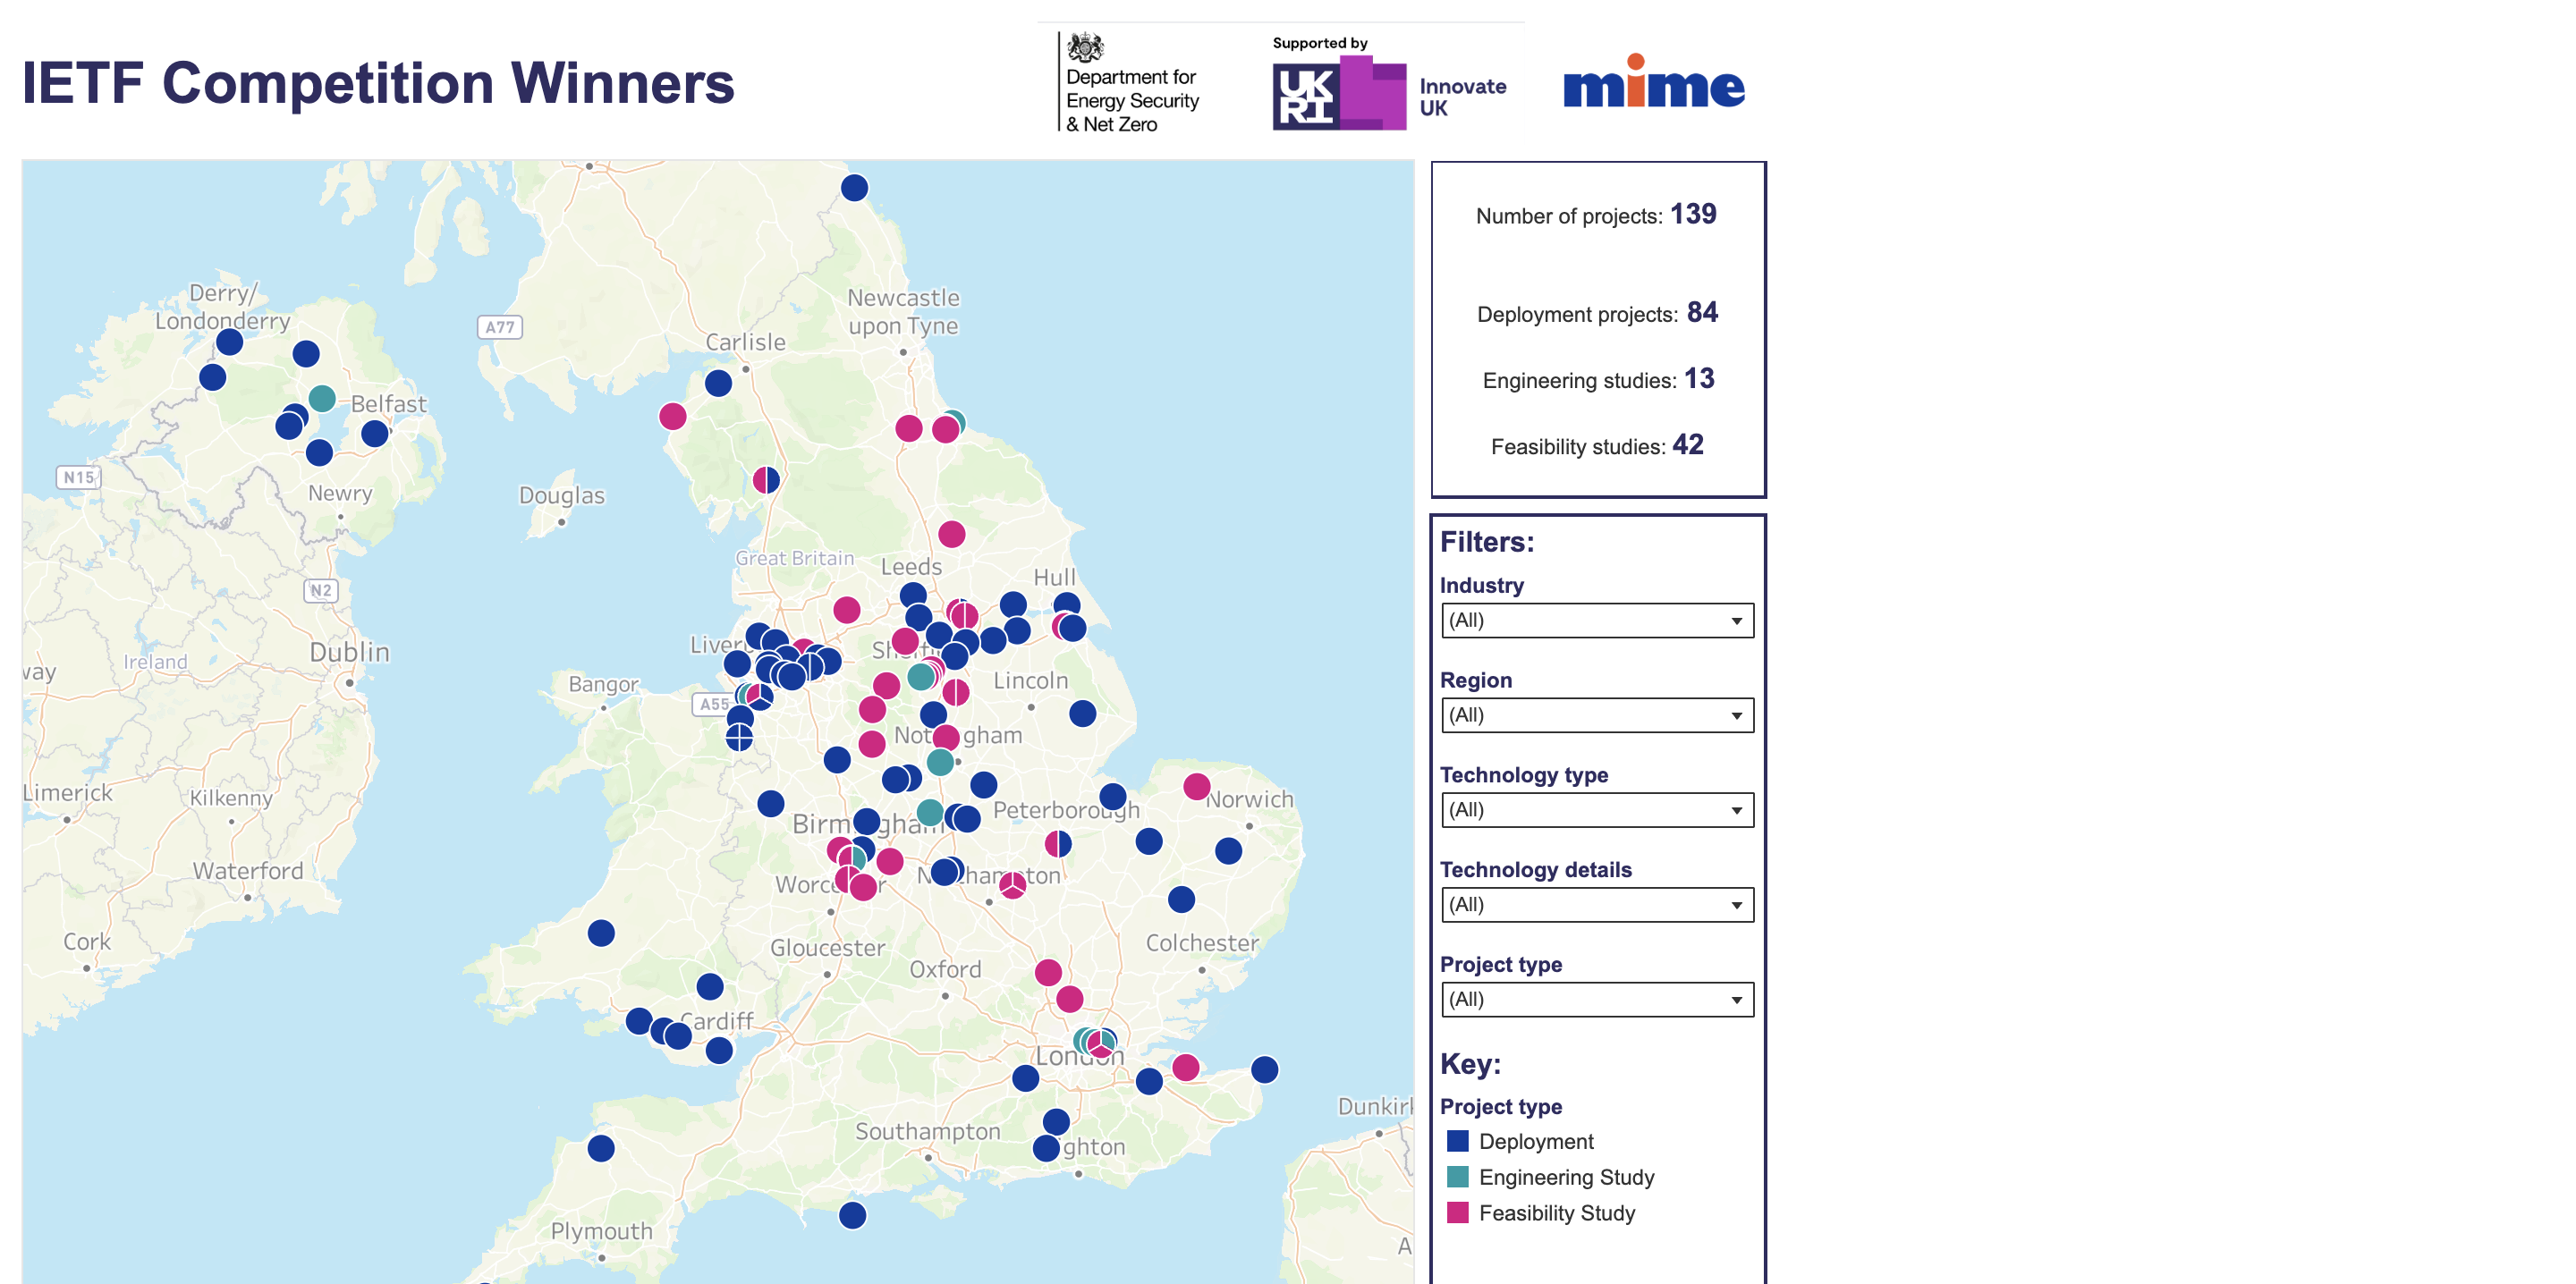 IETF Competition Winners
Department for
Energy Security
& Net Zero
Supported by
UK
RI
Innovate
UK
mime
Number of projects: 139
Deployment projects: 84
Engineering studies: 13
Feasibility studies: 42
Filters:
Industry
(All)
Region
(All)
Technology type
(All)
Technology details
(All)
Project type
(All)
Key:
Project type
Deployment
Engineering Study
Feasibility Study
Derry/
Londonderry
A77
Newcastle
upon Tyne
Carlisle
Belfast
N15
Newry
Douglas
Great Britain
Leeds
Hull
N2
Dublin
Ireland
Bangor
A55
Lincoln
Limerick
Kilkenny
Peterborough
Norwich
Waterford
Cork
Gloucester
Oxford
Colchester
Cardiff
London
Southampton
Plymouth